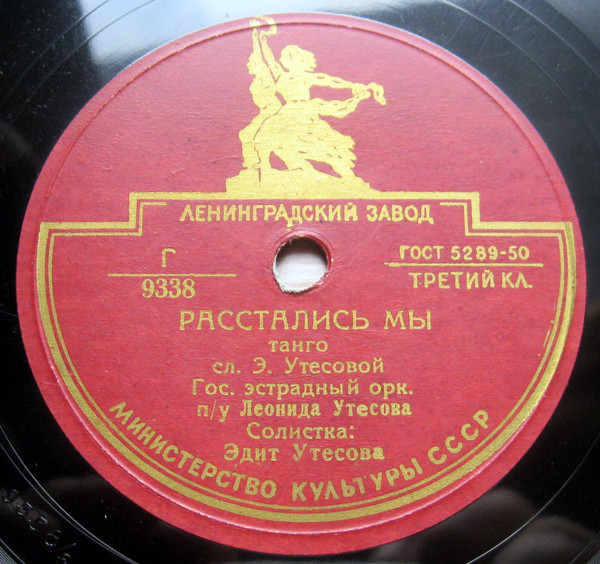 ЛЕНИНГРАДСКИЙ ЗАВОД
Г
9338
ГОСТ 5289-50
ТРЕТИЙ КЛ.
РАССТАЛИСЬ МЫ
танго
сл. Э. Утесовой
Гос. эстрадный орк.
п/у Леонида Утесова
Солистка:
Эдит Утесова
МИНИСТЕРСТВО КУЛЬТУРЫ СССР